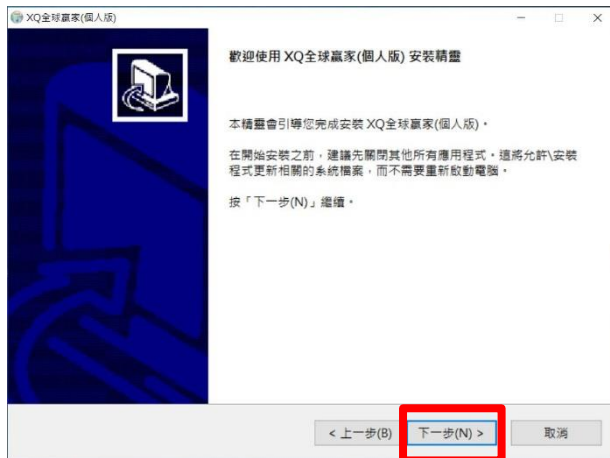 XQ全球贏家(個人版)
歡迎使用 XQ全球贏家(個人版) 安裝精靈
本精靈會引導您完成安裝 XQ全球贏家(個人版)。
在開始安裝之前，建議先關閉其他所有應用程式。這將允許\安裝
程式更新相關的系統檔案，而不需要重新啟動電腦。
按「下一步(N)」繼續。
< 上一步(B)
下一步(N) >
取消